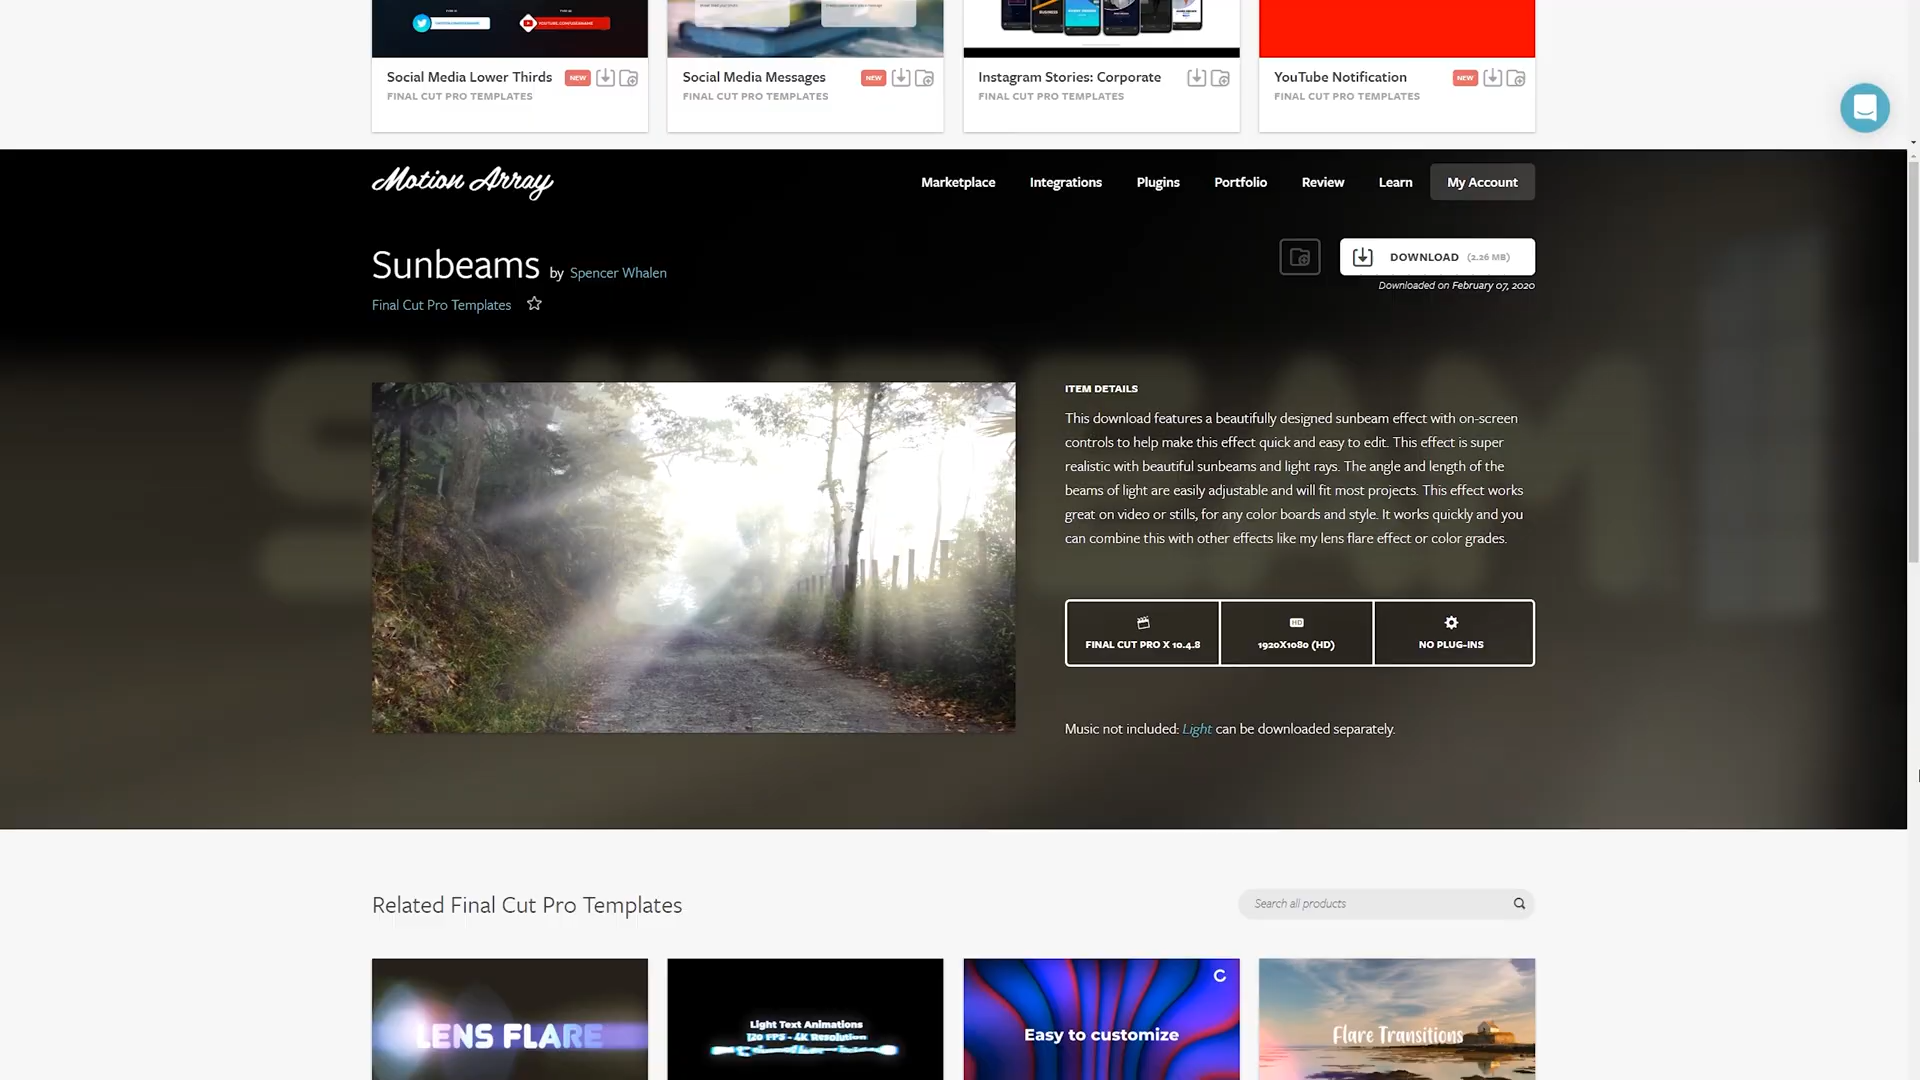 Social Media Lower Thirds NEW
FINAL CUT PRO TEMPLATES
Social Media Messages NEW
FINAL CUT PRO TEMPLATES
Instagram Stories: Corporate
FINAL CUT PRO TEMPLATES
YouTube Notification NEW
FINAL CUT PRO TEMPLATES
Motion Array
Marketplace Integrations Plugins Portfolio Review Learn My Account
Sunbeams by Spencer Whalen
DOWNLOAD (2.26 MB)
Downloaded on February 07, 2020
Final Cut Pro Templates
ITEM DETAILS
This download features a beautifully designed sunbeam effect with on-screen
controls to help make this effect quick and easy to edit. This effect is super
realistic with beautiful sunbeams and light rays. The angle and length of the
beams of light are easily adjustable and will fit most projects. This effect works
great on video or stills, for any color boards and style. It works quickly and you
can combine this with other effects like my lens flare effect or color grades.
FINAL CUT PRO X 10.4.8
HD
1920X1080 (HD)
NO PLUG-INS
Music not included: Light can be downloaded separately.
Related Final Cut Pro Templates
Search all products
LENS FLARE
Light Text Animations
120 FPS - 4K Resolution
Easy to customize
Flare Transitions